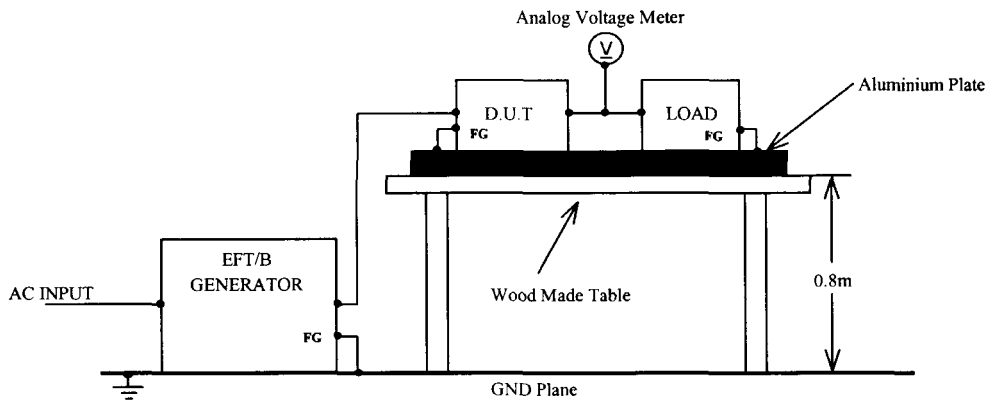 Analog Voltage Meter
V
Aluminium Plate
D.U.T
LOAD
FG
FG
EFT/B
GENERATOR
AC INPUT
Wood Made Table
0.8m
FG
GND Plane